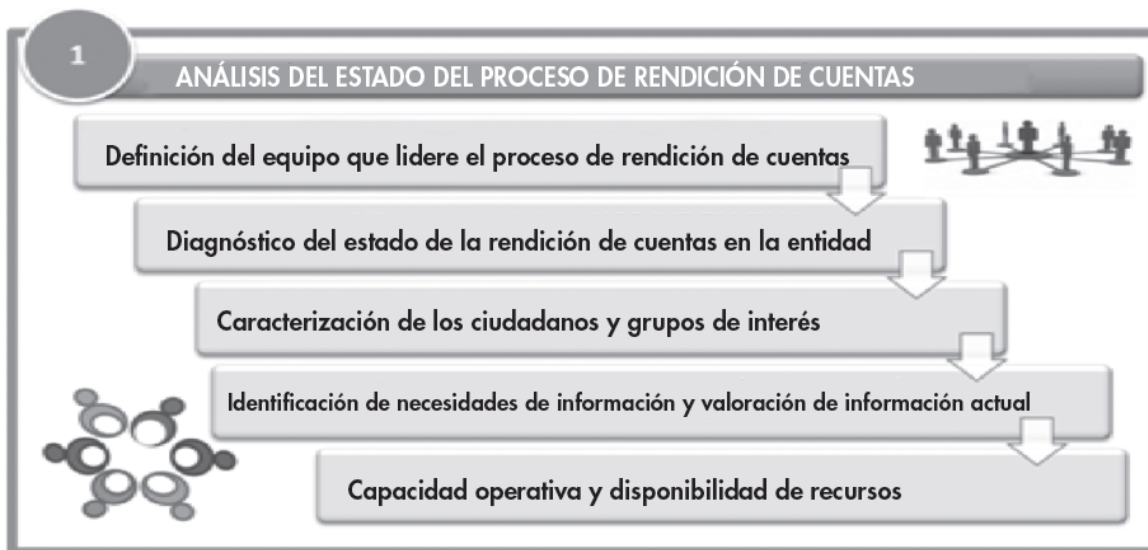 1
ANÁLISIS DEL ESTADO DEL PROCESO DE RENDICIÓN DE CUENTAS
Definición del equipo que lidere el proceso de rendición de cuentas
Diagnóstico del estado de la rendición de cuentas en la entidad
Caracterización de los ciudadanos y grupos de interés
Identificación de necesidades de información y valoración de información actual
Capacidad operativa y disponibilidad de recursos